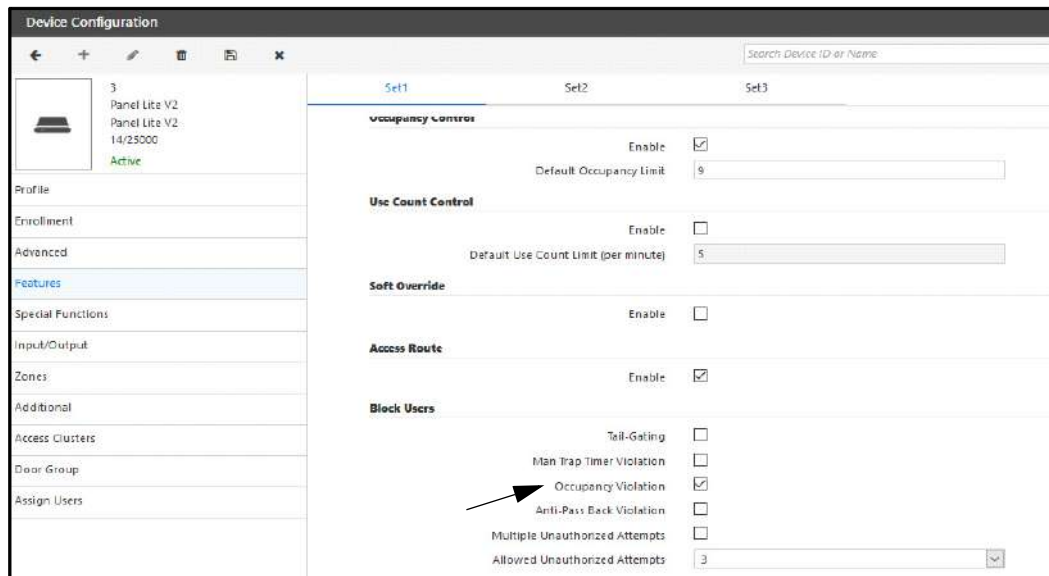 Device Configuration
Search Device ID or Name
3
Panel Lite V2
Panel Lite V2
14/25000
Active
Profile
Enrollment
Advanced
Features
Special Functions
Input/Output
Zones
Additional
Access Clusters
Door Group
Assign Users
Set1 Set2 Set3
Occupancy Control
Enable
Default Occupancy Limit 9
Use Count Control
Enable
Default Use Count Limit (per minute) 5
Soft Override
Enable
Access Route
Enable
Block Users
Tail-Gating
Man Trap Timer Violation
Occupancy Violation
Anti-Pass Back Violation
Multiple Unauthorized Attempts
Allowed Unauthorized Attempts 3